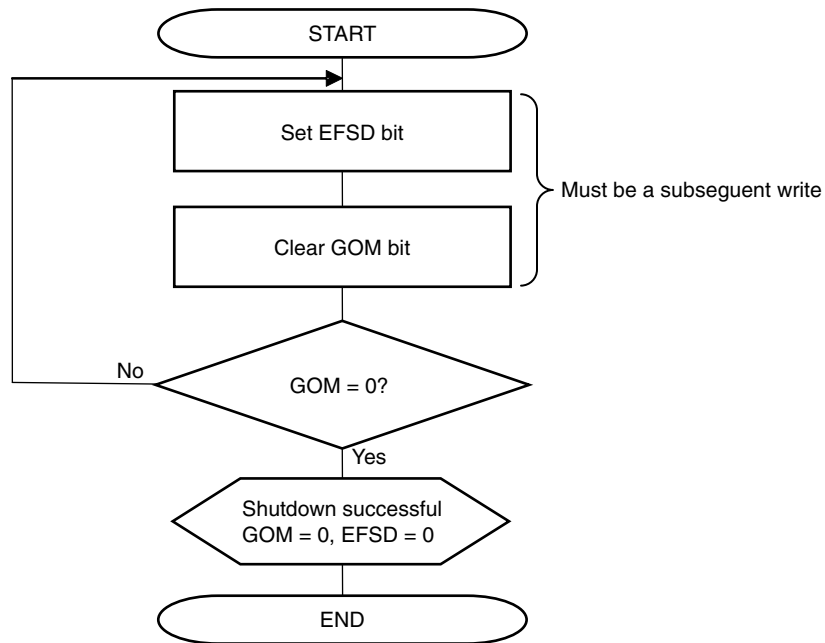 START
Set EFSD bit
Must be a subseguent write
Clear GOM bit
No
GOM = 0?
Yes
Shutdown successful
GOM = 0, EFSD = 0
END